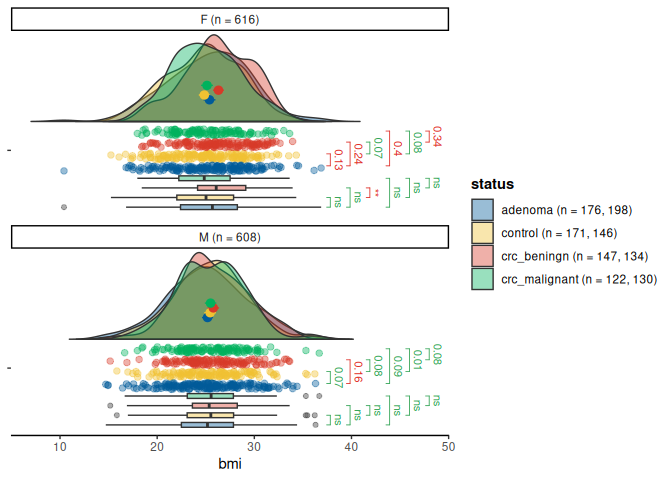 F (n = 616)
0.13
0.24
0.07
0.4
0.08
0.34
ns
ns
**
ns
ns
ns
M (n = 608)
0.07
0.16
0.08
0.09
0.01
0.08
ns
ns
ns
ns
ns
ns
10
20
30
40
50
bmi
status
adenoma (n = 176, 198)
control (n = 171, 146)
crc_beningn (n = 147, 134)
crc_malignant (n = 122, 130)